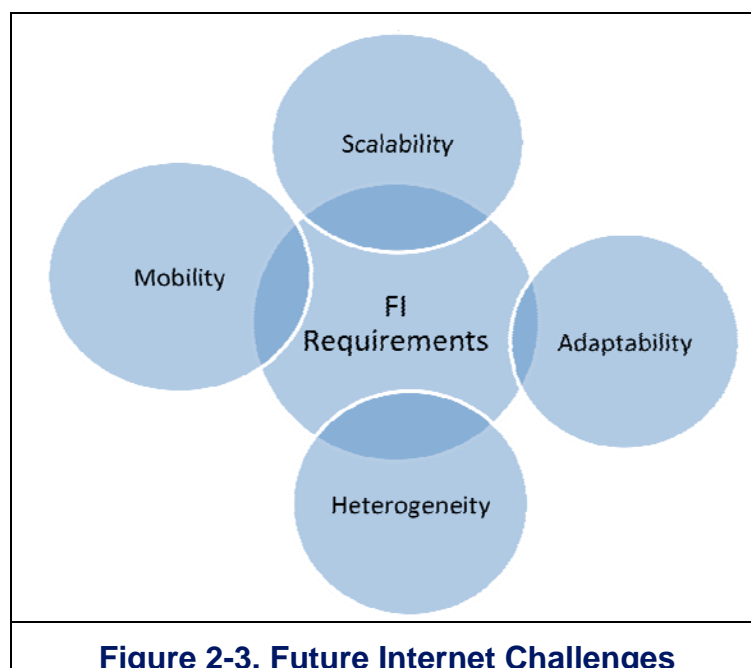 Scalability
Mobility
FI
Requirements
Adaptability
Heterogeneity
Figure 2-3. Future Internet Challenges